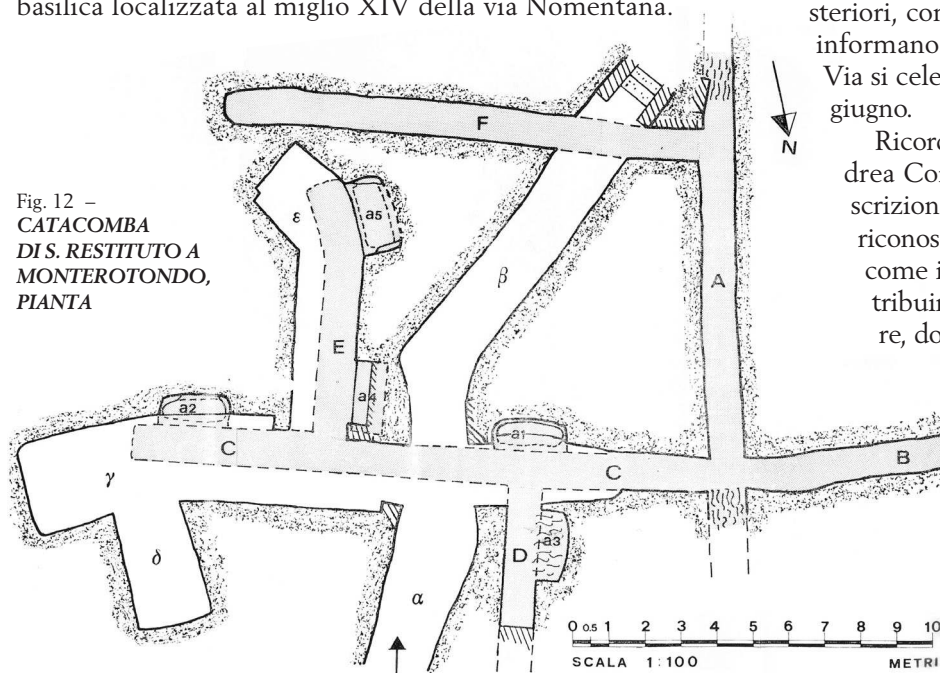 basilica localizzata al miglio XIV della via Nomentana.
steriori, con
informano
Via si cele
giugno.
Ricor
drea Con
scrizion
riconos
come i
tribuir
re, do
Fig. 12 –
CATACOMBA
DI S. RESTITUTO A
MONTEROTONDO,
PIANTA
N
F
ε
a5
β
A
E
a4
a2
a1
C
C
B
γ
δ
D
a3
α
0 0.5 1 2 3 4 5 6 7 8 9 10
SCALA 1:100 METRI